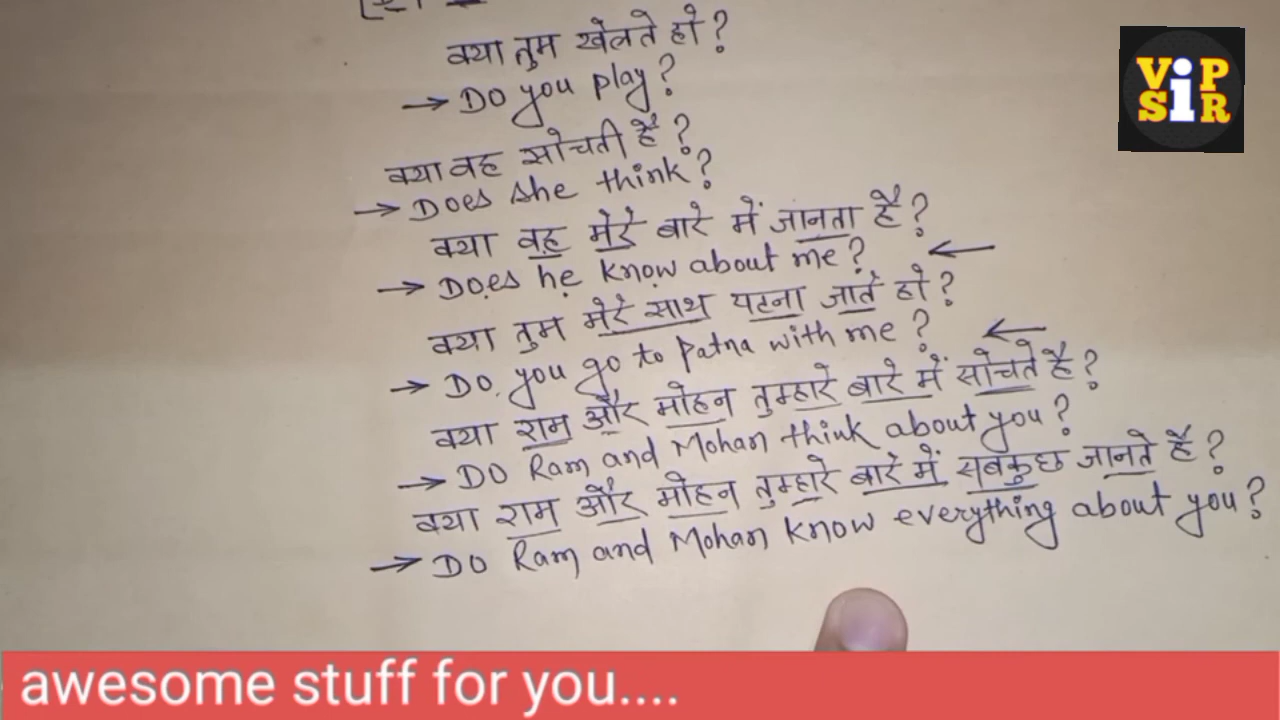 क्या तुम खेलते हो?
→ Do you play?
क्या वह सोचती है?
→ Does she think?
क्या वह मेरे बारे में जानता है?
→ Does he know about me? ←
क्या तुम मेरे साथ पटना जाते हो?
→ Do you go to Patna with me? ←
क्या राम और मोहन तुम्हारे बारे में सोचते है?
→ Do Ram and Mohan think about you?
क्या राम और मोहन तुम्हारे बारे में सबकुछ जानते है?
→ Do Ram and Mohan know everything about you?
ViP
SiR
awesome stuff for you....